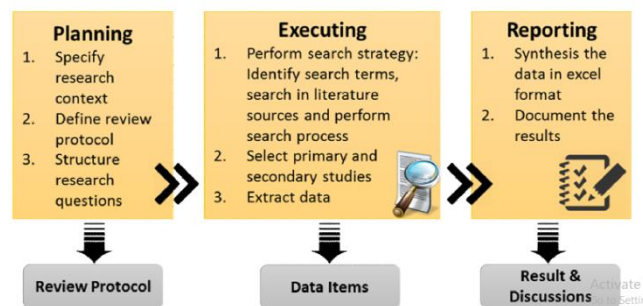 Planning
1. Specify
research
context
2. Define review
protocol
3. Structure
research
questions
Executing
1. Perform search strategy:
Identify search terms,
search in literature
sources and perform
search process
2. Select primary and
secondary studies
3. Extract data
Reporting
1. Synthesis the
data in excel
format
2. Document the
results
Review Protocol
Data Items
Result &
Discussions
Activate